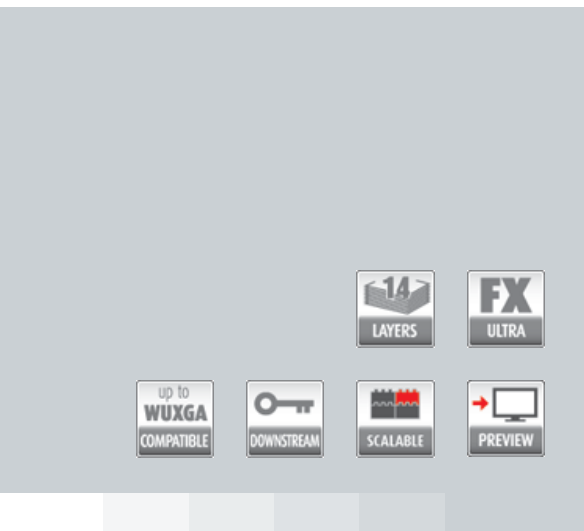 14
LAYERS
FX
ULTRA
up to
WUXGA
COMPATIBLE
DOWNSTREAM
SCALABLE
PREVIEW